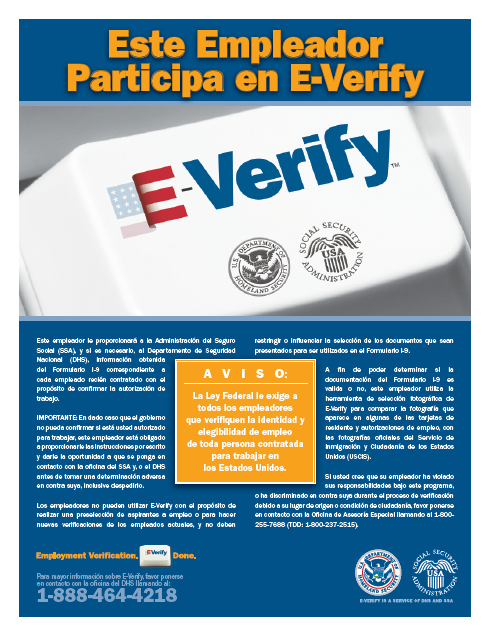 Este Empleador
Participa en E-Verify
E-Verify™
U.S. DEPARTMENT OF HOMELAND SECURITY
SOCIAL SECURITY ADMINISTRATION
USA
Este empleador le proporcionará a la Administración del Seguro
Social (SSA), y si es necesario, al Departamento de Seguridad
Nacional (DHS), información obtenida
del Formulario I-9 correspondiente a
cada empleado recién contratado con el
propósito de confirmar la autorización de
trabajo.
IMPORTANTE: En dado caso que el gobierno
no pueda confirmar si está usted autorizado
para trabajar, este empleador está obligado
a proporcionarle las instrucciones por escrito
y darle la oportunidad a que se ponga en
contacto con la oficina del SSA y, o el DHS
antes de tomar una determinación adversa
en contra suya, inclusive despedirlo.
Los empleadores no pueden utilizar E-Verify con el propósito de
realizar una preselección de aspirantes a empleo o para hacer
nuevas verificaciones de los empleados actuales, y no deben
restringir o influenciar la selección de los documentos que sean
presentados para ser utilizados en el Formulario I-9.
AVISO:
La Ley Federal le exige a
todos los empleadores
que verifiquen la identidad y
elegibilidad de empleo
de toda persona contratada
para trabajar en
los Estados Unidos.
A fin de poder determinar si la
documentación del Formulario I-9 es
valida o no, este empleador utiliza la
herramienta de selección fotográfica de
E-Verify para comparar la fotografía que
aparece en algunas de las tarjetas de
residente y autorizaciones de empleo, con
las fotografías oficiales del Servicio de
Inmigración y Ciudadanía de los Estados
Unidos (USCIS).
Si usted cree que su empleador ha violado
sus responsabilidades bajo este programa,
o ha discriminado en contra suya durante el proceso de verificación
debido a su lugar de origen o condición de ciudadanía, favor ponerse
en contacto con la Oficina de Asesoría Especial llamando al 1-800-
255-7688 (TDD: 1-800-237-2515).
Employment Verification. E-Verify Done.
Para mayor información sobre E-Verify, favor ponerse
en contacto con la oficina del DHS llamando al:
1-888-464-4218
U.S. DEPARTMENT OF HOMELAND SECURITY
SOCIAL SECURITY ADMINISTRATION
USA
E-VERIFY IS A SERVICE OF DHS AND SSA